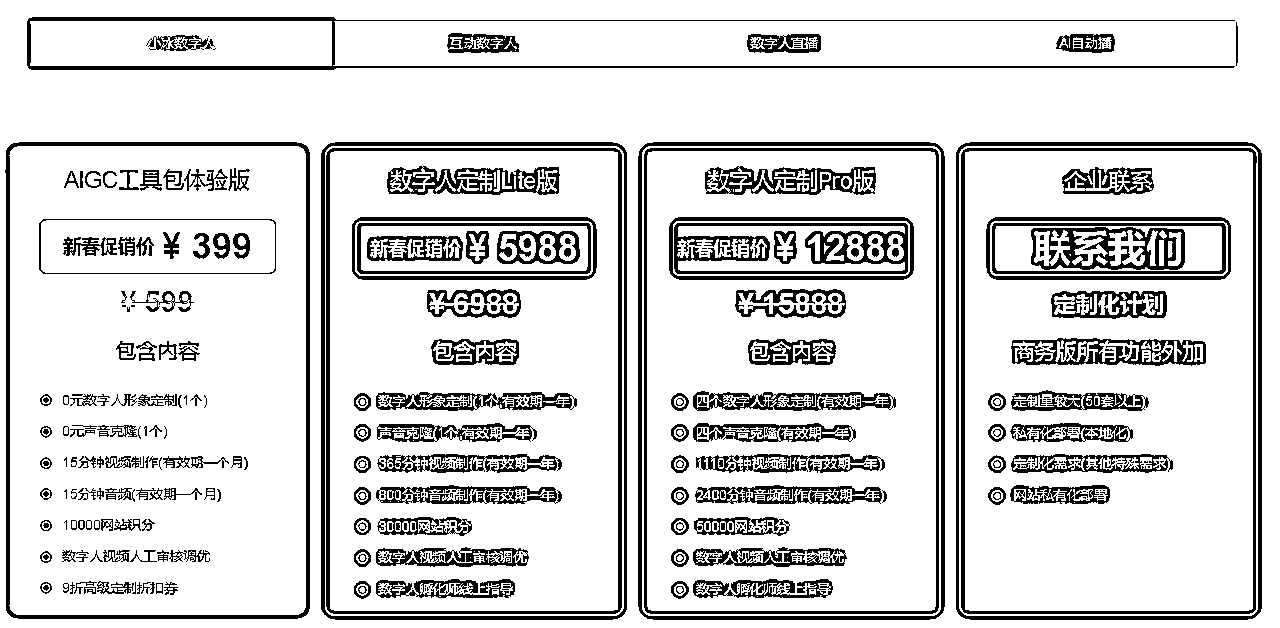 小冰数字人
互动数字人
数字人直播
AI自动播
AIGC工具包体验版
新春促销价 ¥ 399
¥ 599
包含内容
0元数字人形象定制(1个)
0元声音克隆(1个)
15分钟视频制作(有效期一个月)
15分钟音频(有效期一个月)
10000网站积分
数字人视频人工审核调优
9折高级定制折扣券
数字人定制Lite版
新春促销价 ¥ 5988
¥ 6988
包含内容
数字人形象定制(1个,有效期一年)
声音克隆(1个,有效期一年)
365分钟视频制作(有效期一年)
800分钟音频制作(有效期一年)
30000网站积分
数字人视频人工审核调优
数字人孵化师线上指导
数字人定制Pro版
新春促销价 ¥ 12888
¥ 15888
包含内容
四个数字人形象定制(有效期一年)
四个声音克隆(有效期一年)
1110分钟视频制作(有效期一年)
2400分钟音频制作(有效期一年)
50000网站积分
数字人视频人工审核调优
数字人孵化师线上指导
企业联系
联系我们
定制化计划
商务版所有功能外加
定制量较大(50套以上)
私有化部署(本地化)
定制化需求(其他特殊需求)
网站私有化部署